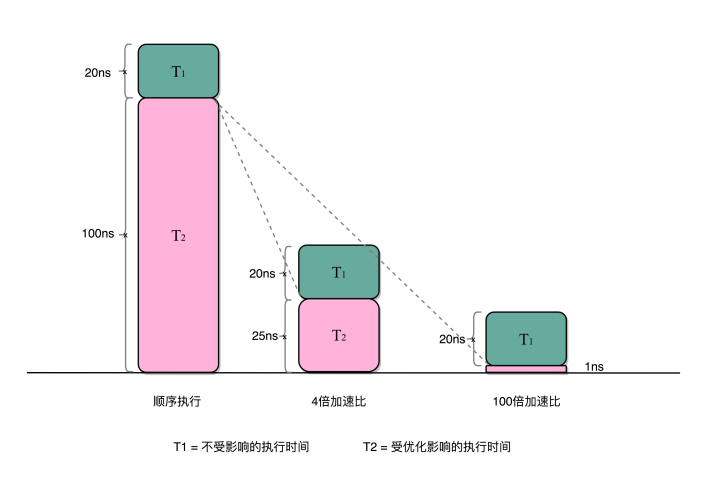 20ns
T1
100ns
T2
20ns
T1
25ns
T2
20ns
T1
1ns
顺序执行
4倍加速比
100倍加速比
T1 = 不受影响的执行时间
T2 = 受优化影响的执行时间